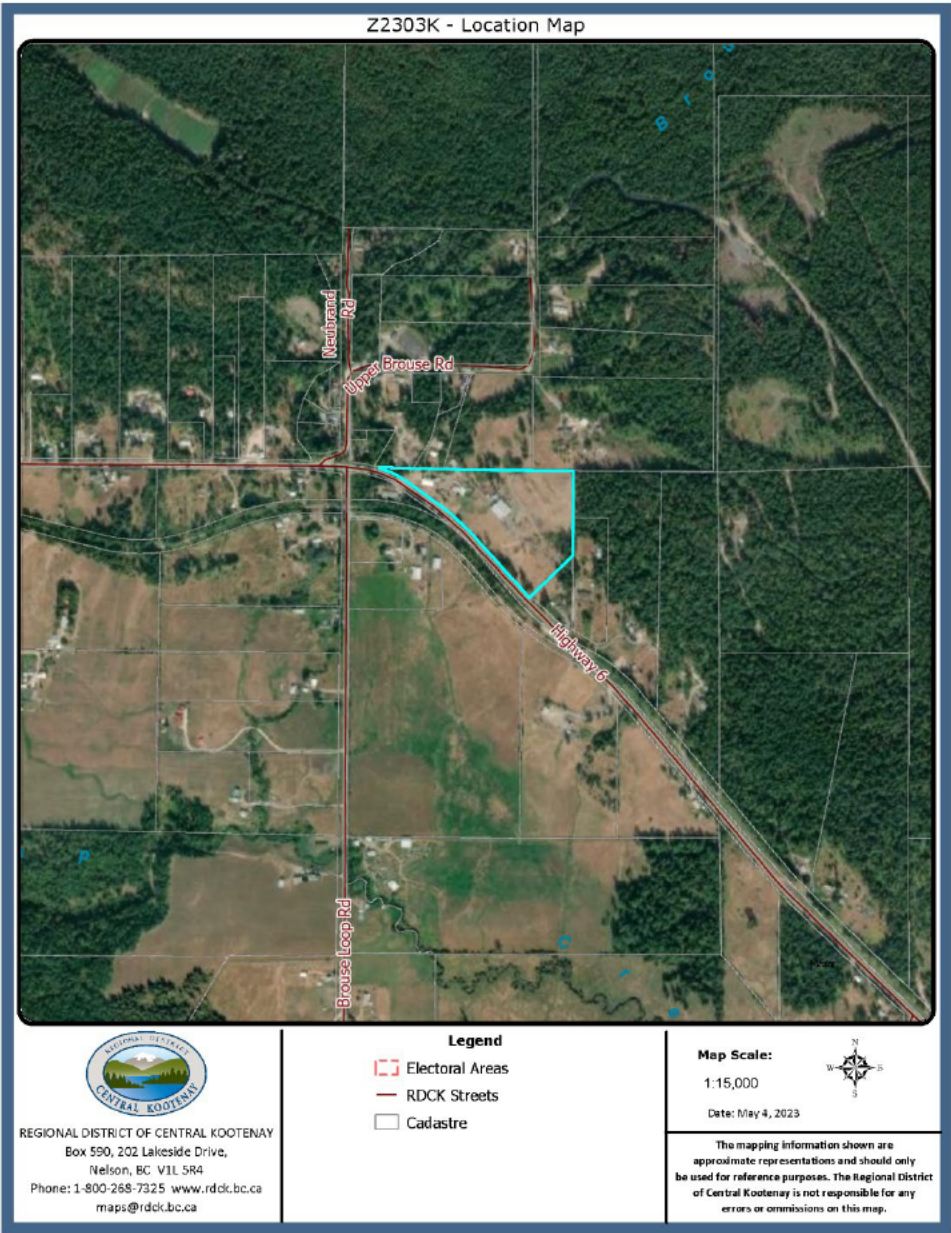 Z2303K - Location Map
B r o u
Neubrand
Rd
Upper Brouse Rd
Highway 6
Brouse Loop Rd
P
C r e
REGIONAL DISTRICT
CENTRAL KOOTENAY
REGIONAL DISTRICT OF CENTRAL KOOTENAY
Box 590, 202 Lakeside Drive,
Nelson, BC V1L 5R4
Phone: 1-800-268-7325 www.rdck.bc.ca
maps@rdck.bc.ca
Legend
Electoral Areas
RDCK Streets
Cadastre
Map Scale:
1:15,000
Date: May 4, 2023
N
W
S
The mapping information shown are
approximate representations and should only
be used for reference purposes. The Regional District
of Central Kootenay is not responsible for any
errors or ommissions on this map.